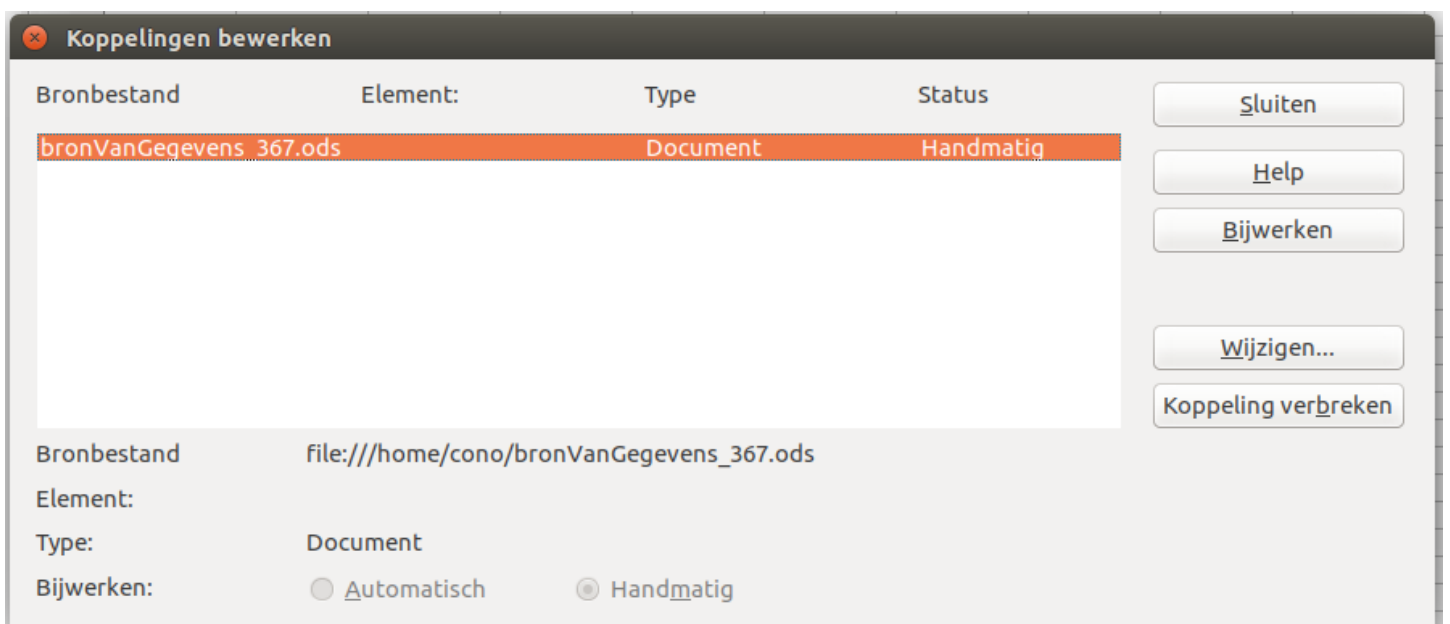 Koppelingen bewerken
Bronbestand Element: Type Status
bronVanGegevens_367.ods Document Handmatig
Sluiten
Help
Bijwerken
Wijzigen...
Koppeling verbreken
Bronbestand file:///home/cono/bronVanGegevens_367.ods
Element:
Type: Document
Bijwerken: Automatisch Handmatig